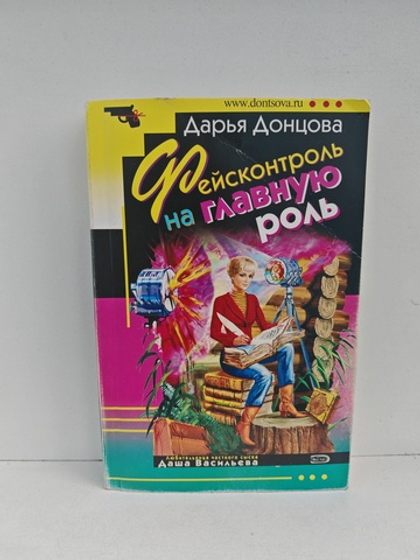 www.dontsova.ru
Дарья Донцова
Фейсконтроль
на главную
роль
Любительница частного сыска
Даша Васильева